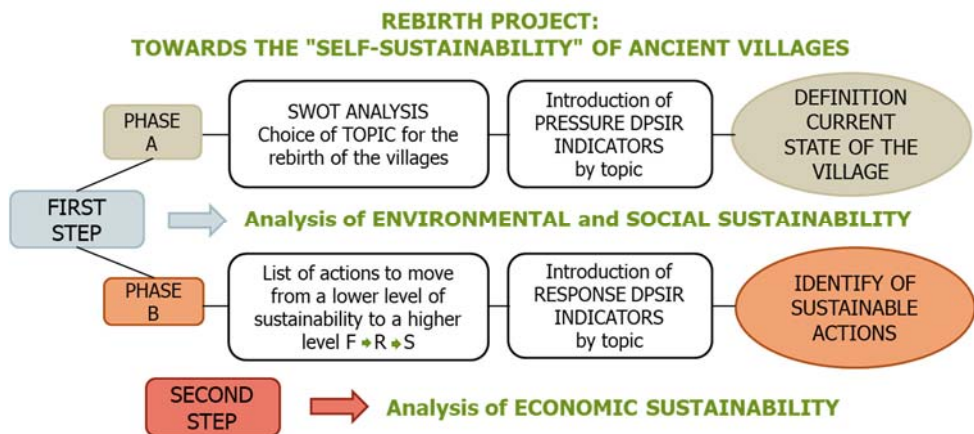 REBIRTH PROJECT:
TOWARDS THE "SELF-SUSTAINABILITY" OF ANCIENT VILLAGES
PHASE
A
SWOT ANALYSIS
Choice of TOPIC for the
rebirth of the villages
Introduction of
PRESSURE DPSIR
INDICATORS
by topic
DEFINITION
CURRENT
STATE OF THE
VILLAGE
FIRST
STEP
Analysis of ENVIRONMENTAL and SOCIAL SUSTAINABILITY
PHASE
B
List of actions to move
from a lower level of
sustainability to a higher
level F ➔ R ➔ S
Introduction of
RESPONSE DPSIR
INDICATORS
by topic
IDENTIFY OF
SUSTAINABLE
ACTIONS
SECOND
STEP
Analysis of ECONOMIC SUSTAINABILITY